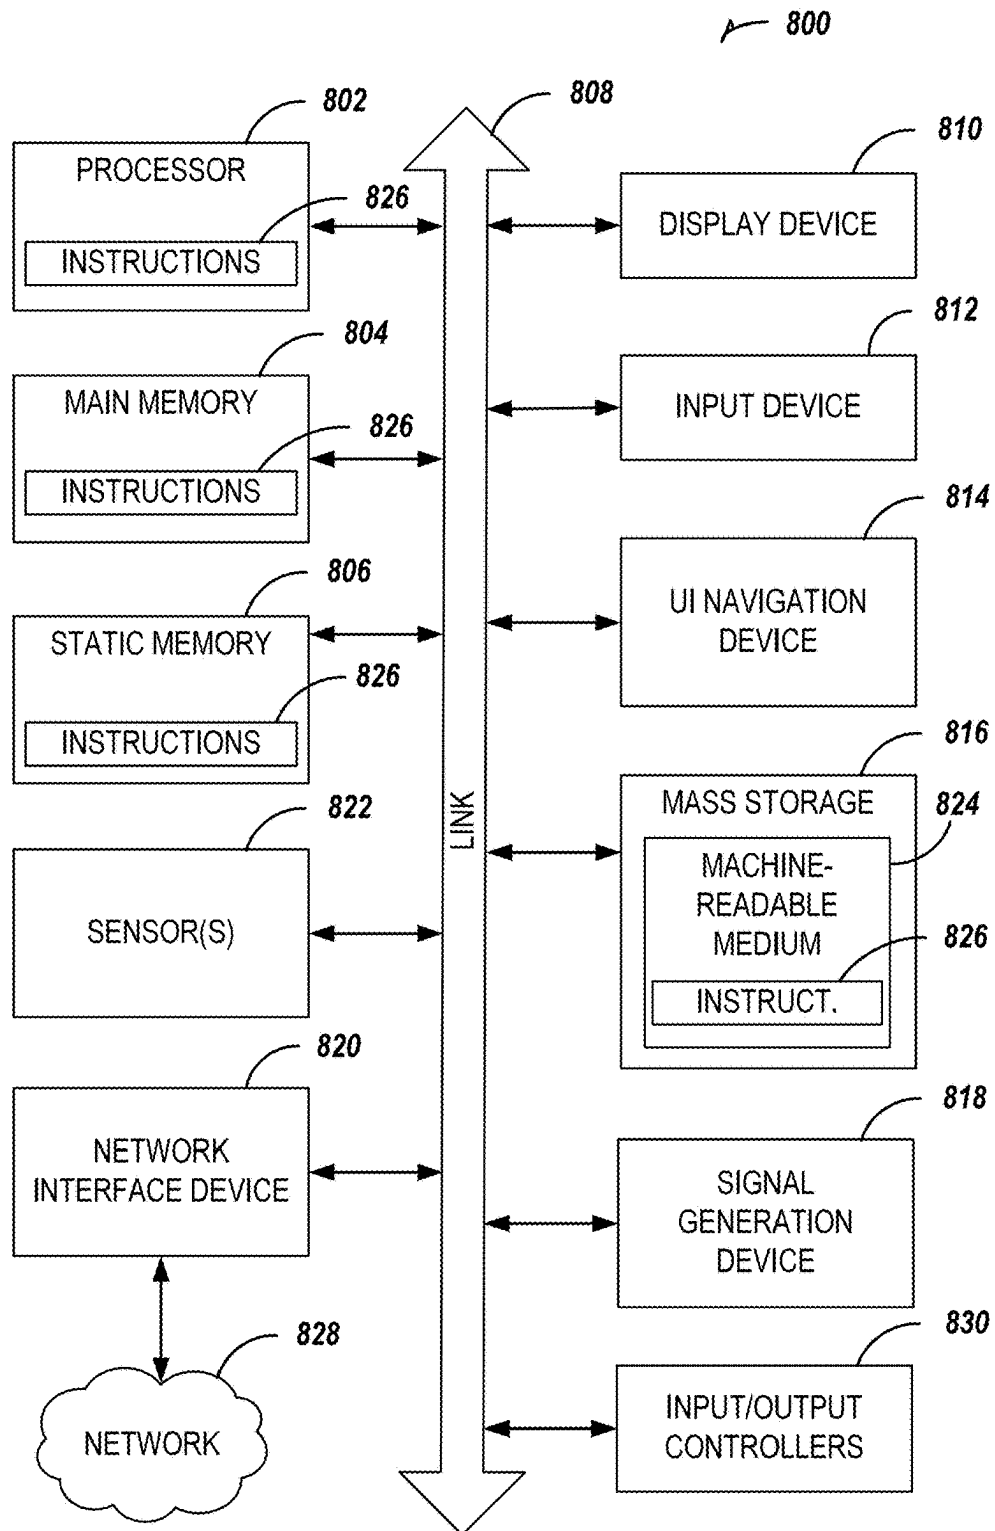 800
802
PROCESSOR
826
INSTRUCTIONS
804
MAIN MEMORY
826
INSTRUCTIONS
806
STATIC MEMORY
826
INSTRUCTIONS
822
SENSOR(S)
820
NETWORK
INTERFACE DEVICE
828
NETWORK
808
LINK
810
DISPLAY DEVICE
812
INPUT DEVICE
814
UI NAVIGATION
DEVICE
816
MASS STORAGE
824
MACHINE-
READABLE
MEDIUM
826
INSTRUCT.
818
SIGNAL
GENERATION
DEVICE
830
INPUT/OUTPUT
CONTROLLERS